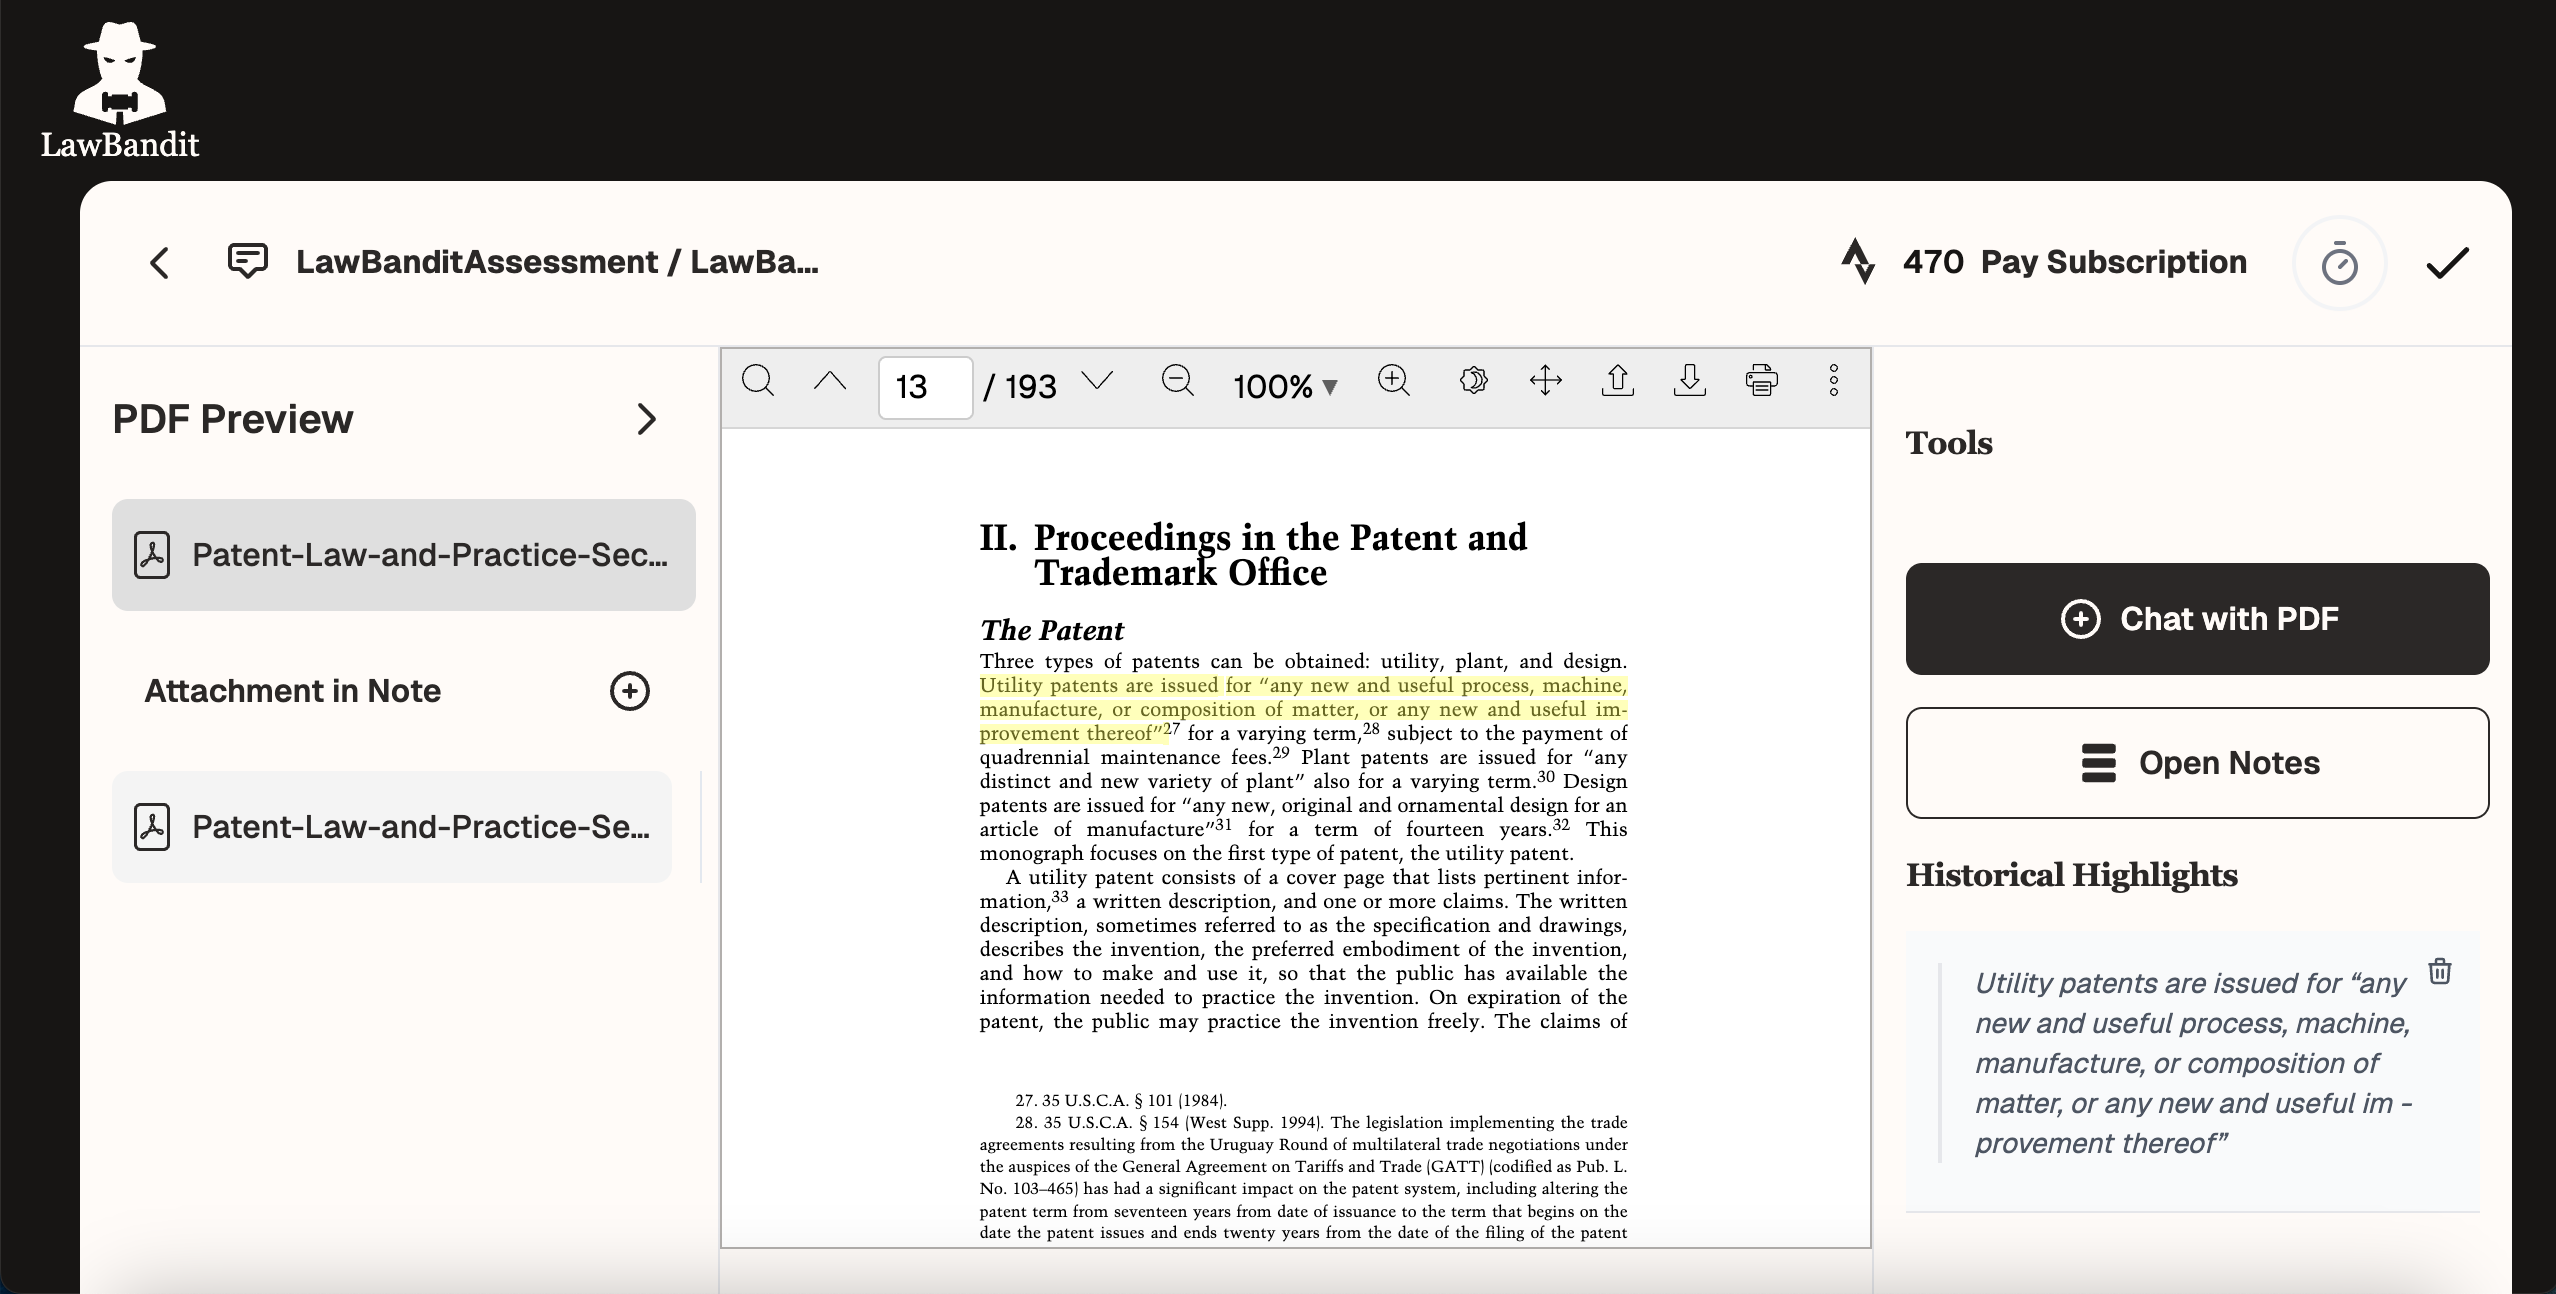 LawBandit
LawBanditAssessment / LawBa...
470 Pay Subscription
PDF Preview
Patent-Law-and-Practice-Sec...
Attachment in Note
Patent-Law-and-Practice-Se...
13 / 193
100%
II. Proceedings in the Patent and
Trademark Office
The Patent
Three types of patents can be obtained: utility, plant, and design.
Utility patents are issued for “any new and useful process, machine,
manufacture, or composition of matter, or any new and useful im-
provement thereof”27 for a varying term,28 subject to the payment of
quadrennial maintenance fees.29 Plant patents are issued for “any
distinct and new variety of plant” also for a varying term.30 Design
patents are issued for “any new, original and ornamental design for an
article of manufacture”31 for a term of fourteen years.32 This
monograph focuses on the first type of patent, the utility patent.
A utility patent consists of a cover page that lists pertinent infor-
mation,33 a written description, and one or more claims. The written
description, sometimes referred to as the specification and drawings,
describes the invention, the preferred embodiment of the invention,
and how to make and use it, so that the public has available the
information needed to practice the invention. On expiration of the
patent, the public may practice the invention freely. The claims of
27. 35 U.S.C.A. § 101 (1984).
28. 35 U.S.C.A. § 154 (West Supp. 1994). The legislation implementing the trade
agreements resulting from the Uruguay Round of multilateral trade negotiations under
the auspices of the General Agreement on Tariffs and Trade (GATT) (codified as Pub. L.
No. 103–465) has had a significant impact on the patent system, including altering the
patent term from seventeen years from date of issuance to the term that begins on the
date the patent issues and ends twenty years from the date of the filing of the patent
Tools
Chat with PDF
Open Notes
Historical Highlights
Utility patents are issued for “any
new and useful process, machine,
manufacture, or composition of
matter, or any new and useful im -
provement thereof”